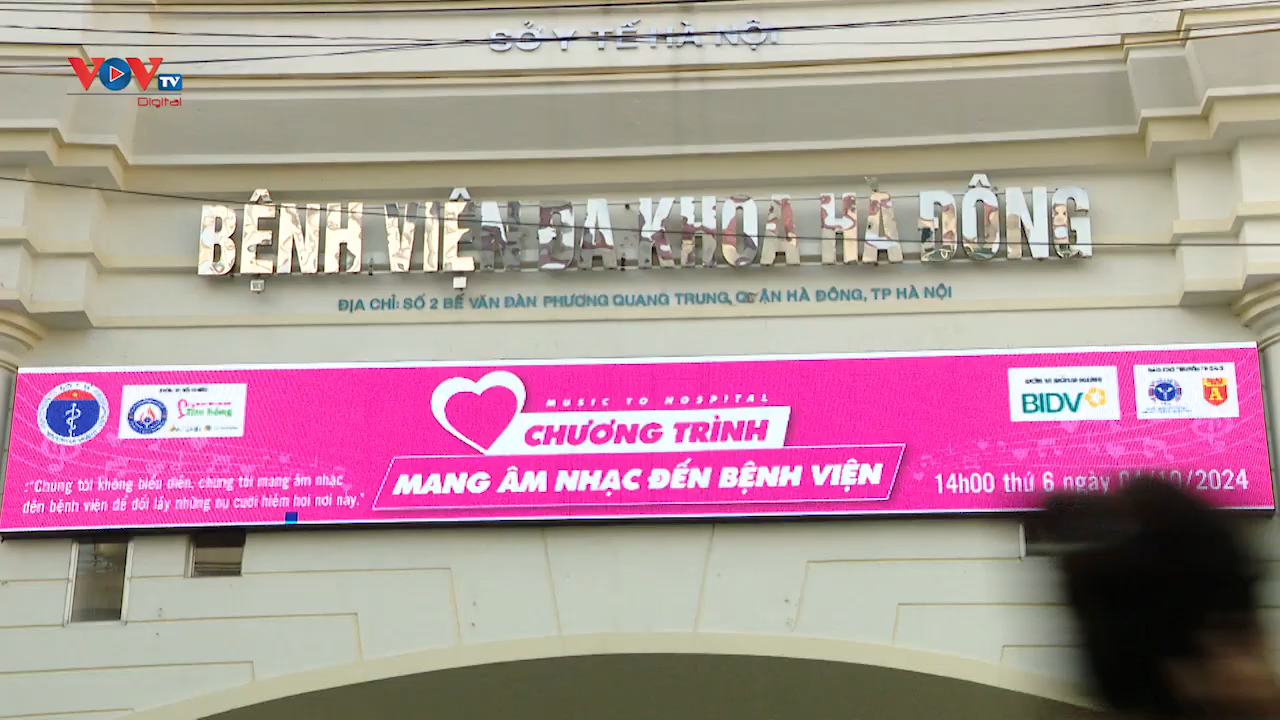 SỞ Y TẾ HÀ NỘI
VOV TV
Digital
BỆNH VIỆN ĐA KHOA HÀ ĐÔNG
ĐỊA CHỈ: SỐ 2 BẾ VĂN ĐÀN PHƯƠNG QUANG TRUNG, QUẬN HÀ ĐÔNG, TP HÀ NỘI
MUSIC TO HOSPITAL
CHƯƠNG TRÌNH
MANG ÂM NHẠC ĐẾN BỆNH VIỆN
BIDV
"Chúng tôi không biểu diễn, chúng tôi mang âm nhạc
đến bệnh viện để đổi lấy những nụ cười hiếm hoi nơi này."
14h00 thứ 6 ngày /10/2024